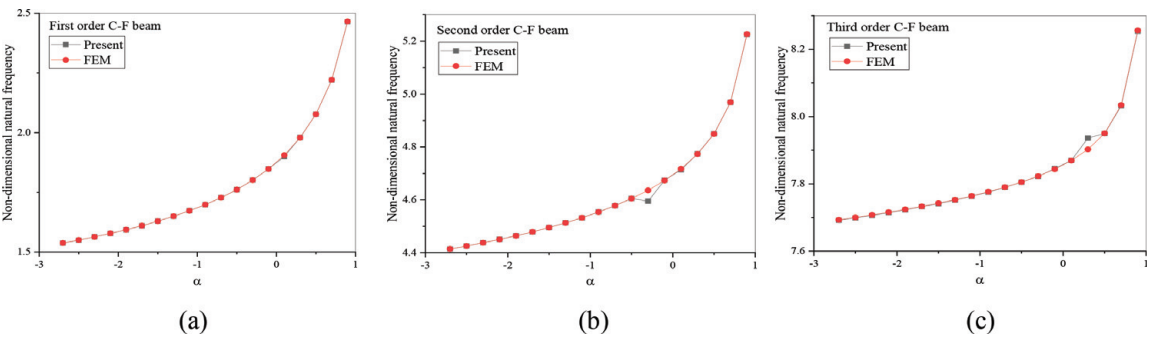 First order C-F beam
Present
FEM
Non-dimensional natural frequency
2.5
2.0
1.5
-3
-2
-1
0
1
α
(a)
Second order C-F beam
Present
FEM
Non-dimensional natural frequency
5.2
5.0
4.8
4.6
4.4
-3
-2
-1
0
1
α
(b)
Third order C-F beam
Present
FEM
Non-dimensional natural frequency
8.2
8.0
7.8
7.6
-3
-2
-1
0
1
α
(c)